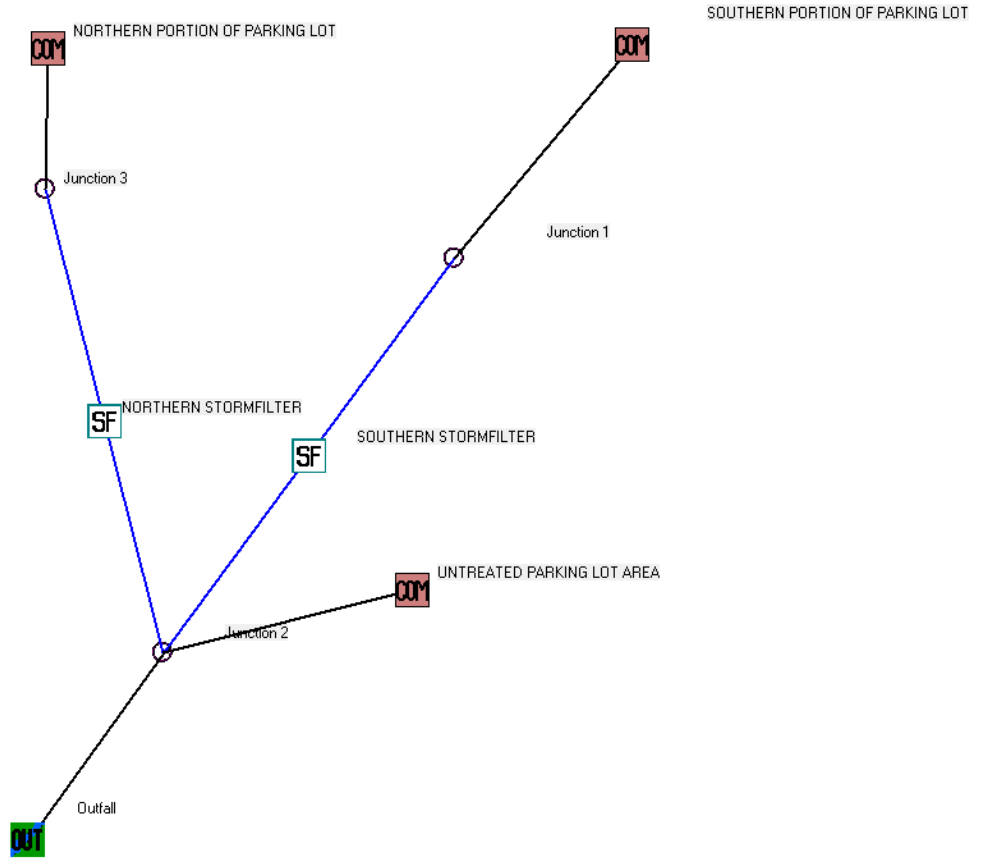 SOUTHERN PORTION OF PARKING LOT
NORTHERN PORTION OF PARKING LOT
COM
COM
Junction 3
Junction 1
NORTHERN STORMFILTER
SF
SOUTHERN STORMFILTER
SF
UNTREATED PARKING LOT AREA
COM
Junction 2
Outfall
OUT